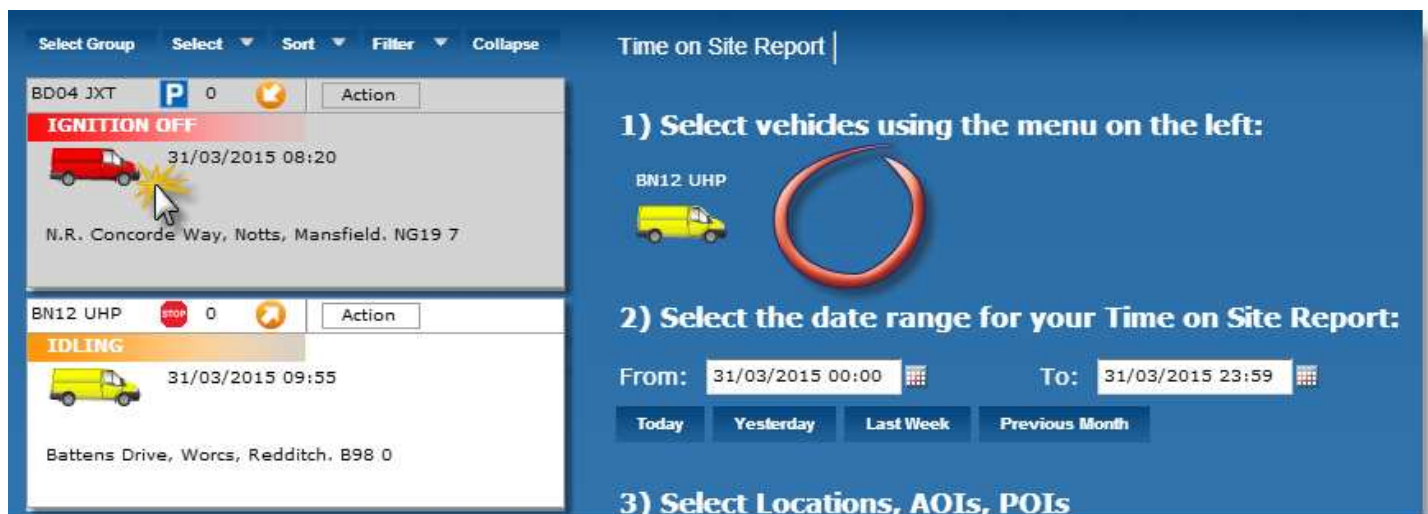 Select Group Select Sort Filter Collapse
BD04 JXT P 0 Action
IGNITION OFF
31/03/2015 08:20
N.R. Concorde Way, Notts, Mansfield. NG19 7
BN12 UHP STOP 0 Action
IDLING
31/03/2015 09:55
Battens Drive, Worcs, Redditch. B98 0
Time on Site Report
1) Select vehicles using the menu on the left:
BN12 UHP
2) Select the date range for your Time on Site Report:
From: 31/03/2015 00:00 To: 31/03/2015 23:59
Today Yesterday Last Week Previous Month
3) Select Locations, AOIs, POIs